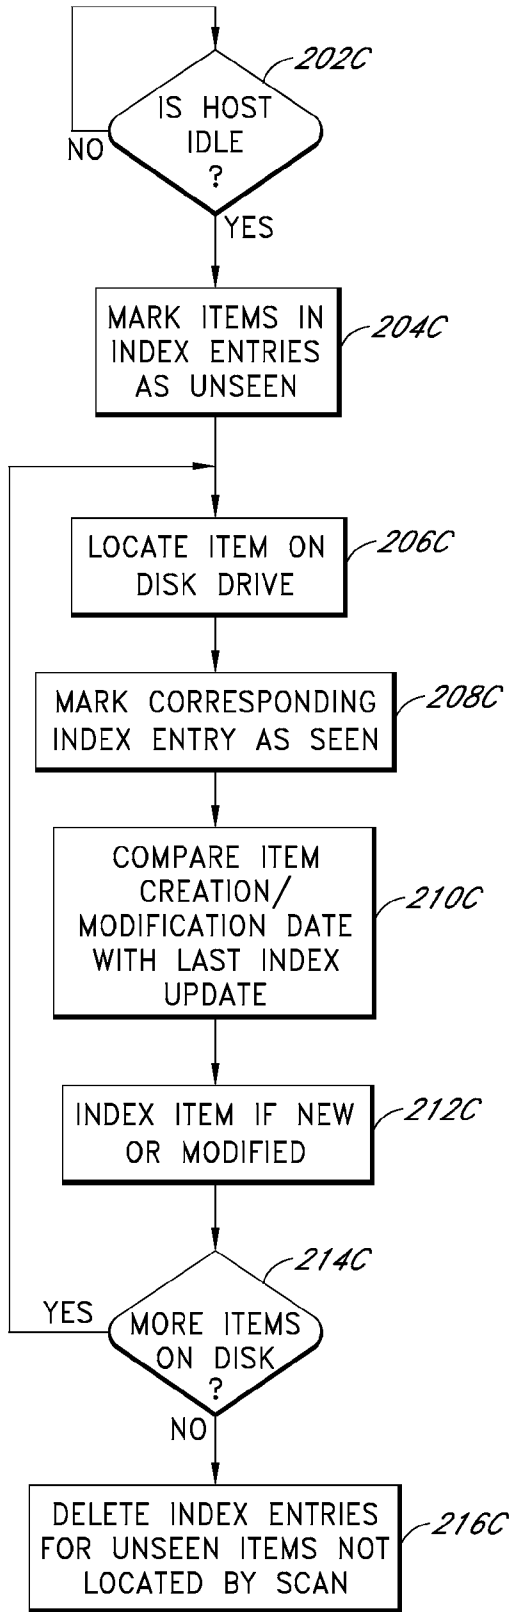 202C
IS HOST
IDLE
?
NO
YES
MARK ITEMS IN
INDEX ENTRIES
AS UNSEEN
204C
LOCATE ITEM ON
DISK DRIVE
206C
MARK CORRESPONDING
INDEX ENTRY AS SEEN
208C
COMPARE ITEM
CREATION/
MODIFICATION DATE
WITH LAST INDEX
UPDATE
210C
INDEX ITEM IF NEW
OR MODIFIED
212C
214C
YES
MORE ITEMS
ON DISK
?
NO
DELETE INDEX ENTRIES
FOR UNSEEN ITEMS NOT
LOCATED BY SCAN
216C